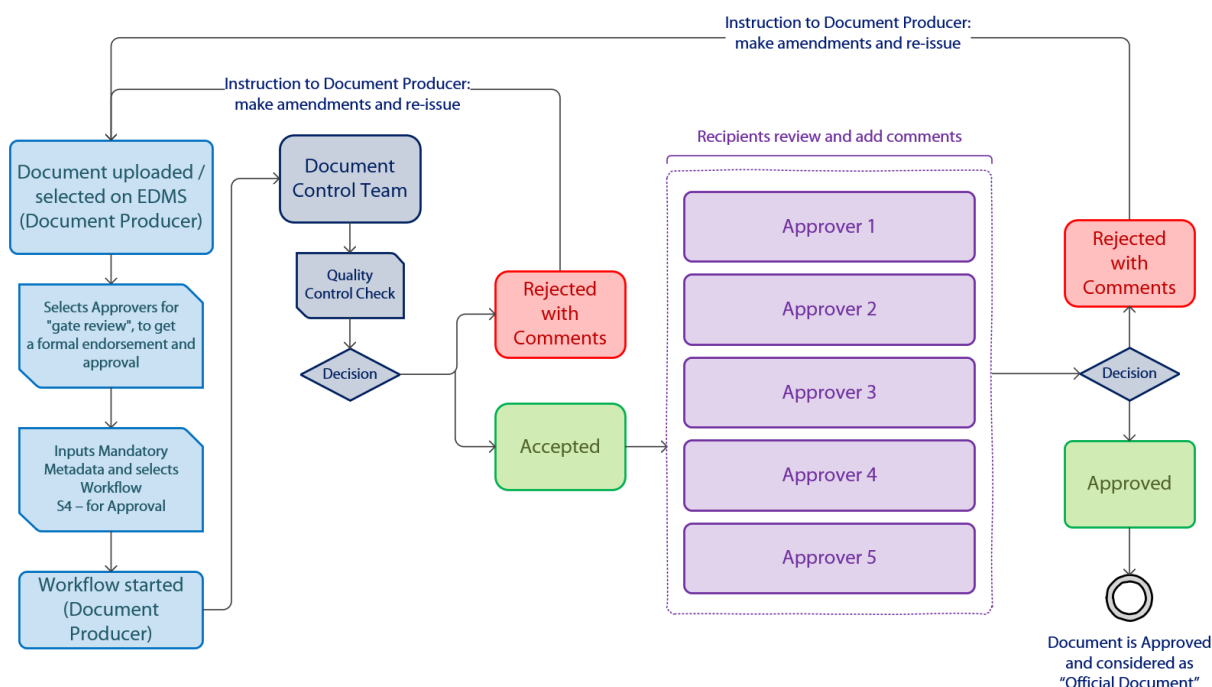 Instruction to Document Producer:
make amendments and re-issue
Instruction to Document Producer:
make amendments and re-issue
Document uploaded /
selected on EDMS
(Document Producer)
Selects Approvers for
"gate review", to get
a formal endorsement and
approval
Inputs Mandatory
Metadata and selects
Workflow
S4 – for Approval
Workflow started
(Document
Producer)
Document
Control Team
Quality
Control Check
Decision
Rejected
with
Comments
Accepted
Recipients review and add comments
Approver 1
Approver 2
Approver 3
Approver 4
Approver 5
Rejected
with
Comments
Decision
Approved
Document is Approved
and considered as
“Official Document”